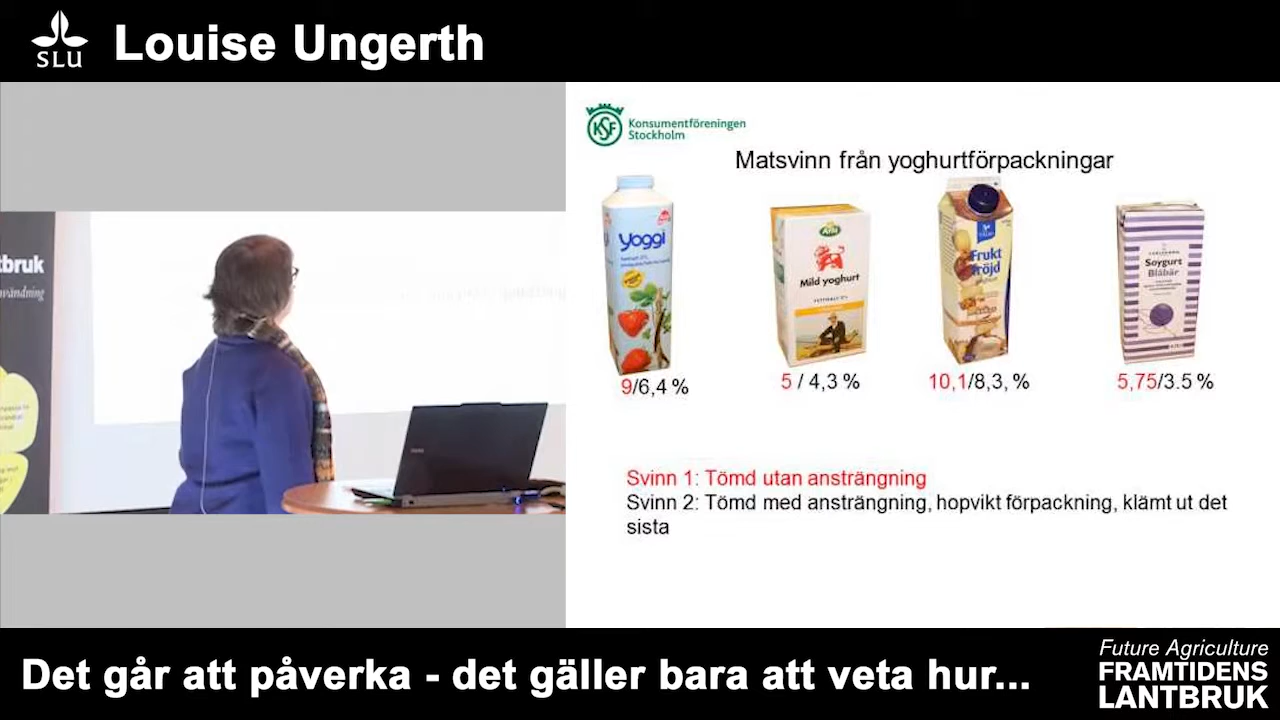 SLU
Louise Ungerth
KSF
Konsumentföreningen
Stockholm
Matsvinn från yoghurtförpackningar
Yoggi
Arla
Mild yoghurt
Frukt
Fröjd
Soygurt
Blåbär
9/6,4 %
5 / 4,3 %
10,1/8,3, %
5,75/3.5 %
Svinn 1: Tömd utan ansträngning
Svinn 2: Tömd med ansträngning, hopvikt förpackning, klämt ut det
sista
tbruk
Det går att påverka - det gäller bara att veta hur...
Future Agriculture
FRAMTIDENS
LANTBRUK